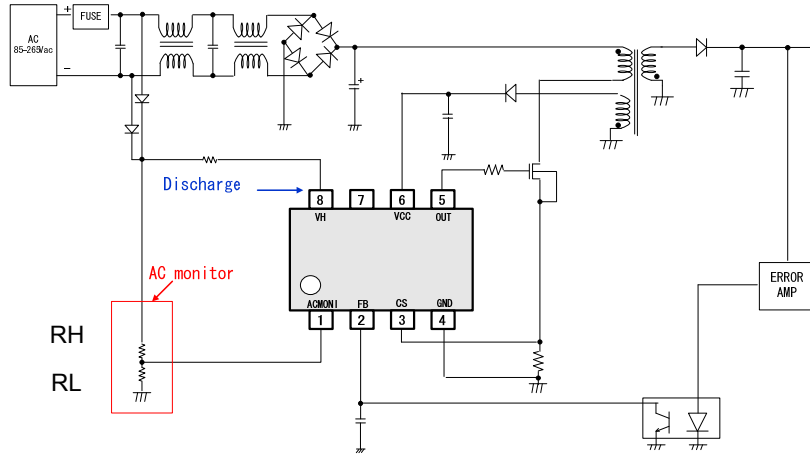 +
FUSE
AC
85-265Vac
-
Discharge
8
7
6
5
VH
VCC
OUT
AC monitor
ACMONI
FB
CS
GND
1
2
3
4
RH
RL
+
ERROR
AMP